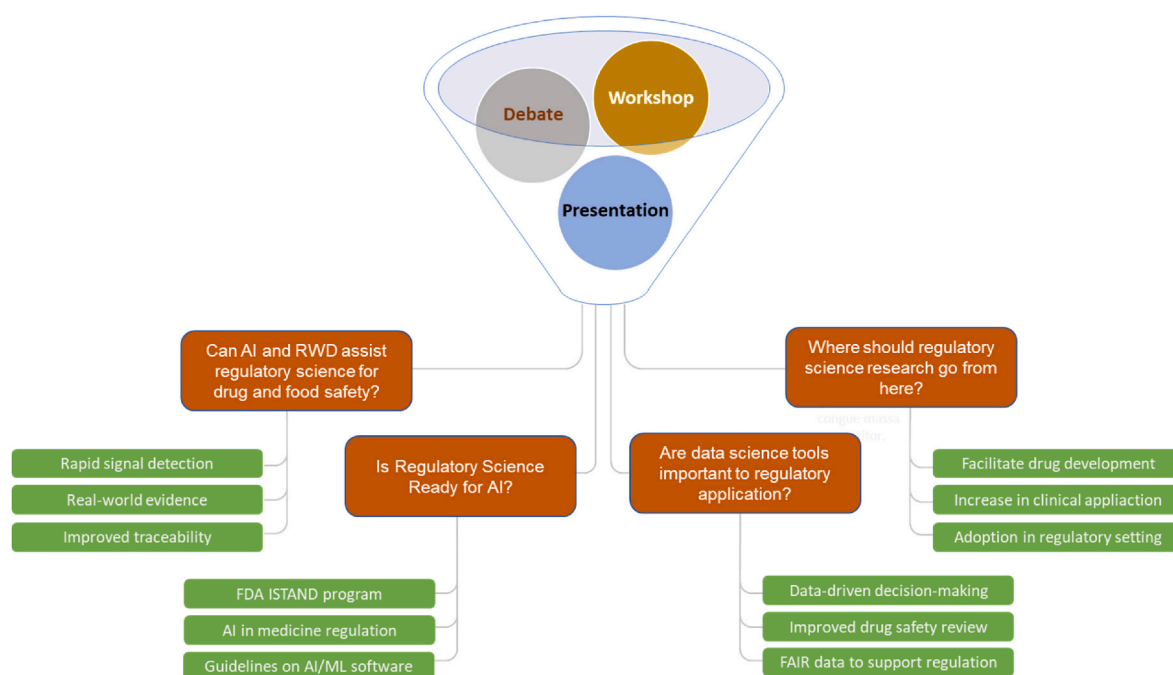 Debate
Workshop
Presentation
Can AI and RWD assist
regulatory science for
drug and food safety?
Rapid signal detection
Real-world evidence
Improved traceability
Is Regulatory Science
Ready for AI?
FDA ISTAND program
AI in medicine regulation
Guidelines on AI/ML software
Are data science tools
important to regulatory
application?
Data-driven decision-making
Improved drug safety review
FAIR data to support regulation
Where should regulatory
science research go from
here?
congue massa
Facilitate drug development
Increase in clinical appliaction
Adoption in regulatory setting